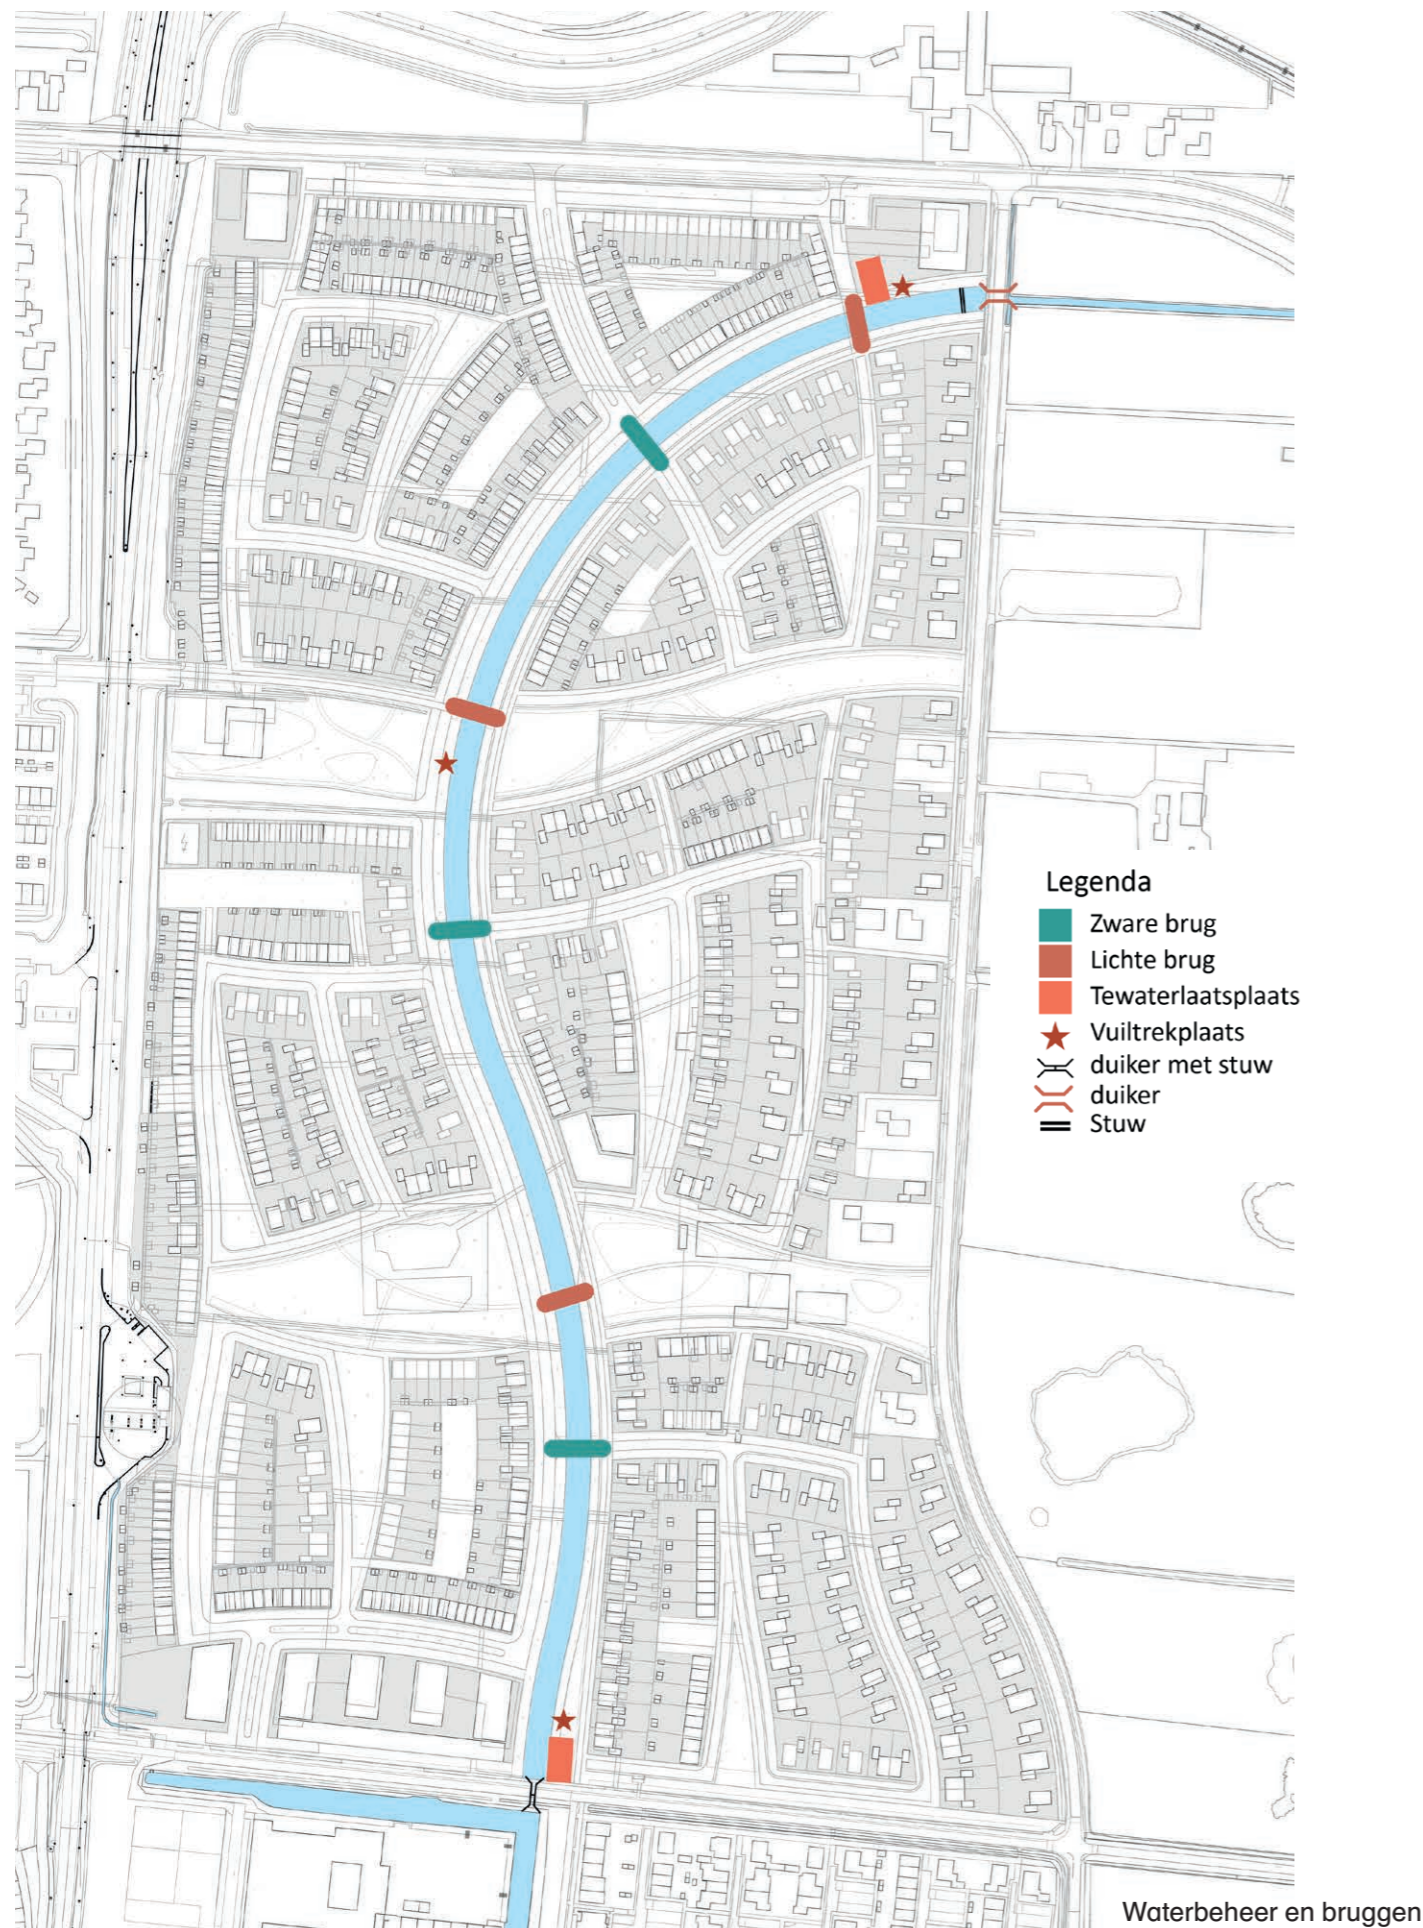 Legenda
Zware brug
Lichte brug
Tewaterlaatsplaats
Vuiltrekplaats
duiker met stuw
duiker
Stuw
Waterbeheer en bruggen